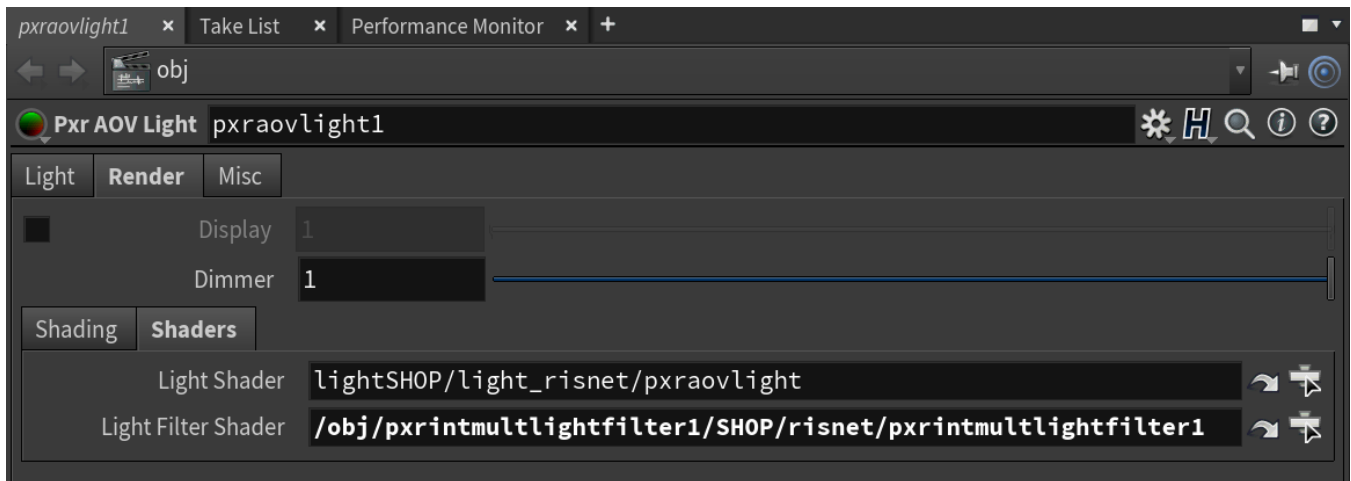 pxraovlight1 × Take List × Performance Monitor × +
obj
Pxr AOV Light pxraovlight1
Light Render Misc
Display 1
Dimmer 1
Shading Shaders
Light Shader lightSHOP/light_risnet/pxraovlight
Light Filter Shader /obj/pxrintmultlightfilter1/SHOP/risnet/pxrintmultlightfilter1